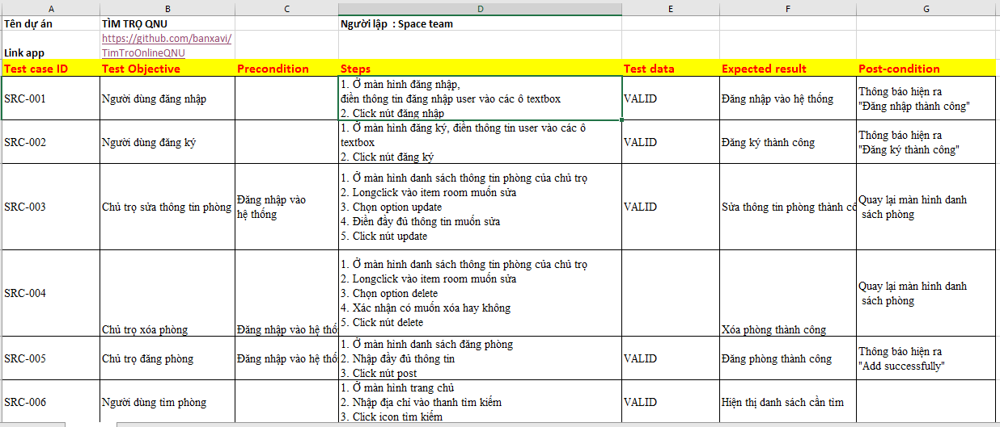 A B C D E F G
Tên dự án TÌM TRỌ QNU Người lập : Space team
https://github.com/banxavi/
Link app TimTroOnlineQNU
Test case ID Test Objective Precondition Steps Test data Expected result Post-condition
SRC-001 Người dùng đăng nhập
1. Ở màn hình đăng nhập,
điền thông tin đăng nhập user vào các ô textbox
2. Click nút đăng nhập
VALID Đăng nhập vào hệ thống
Thông báo hiện ra
"Đăng nhập thành công"
SRC-002 Người dùng đăng ký
1. Ở màn hình đăng ký, điền thông tin user vào các ô
textbox
2. Click nút đăng ký
VALID Đăng ký thành công
Thông báo hiện ra
"Đăng ký thành công"
SRC-003 Chủ trọ sửa thông tin phòng
Đăng nhập vào
hệ thống
1. Ở màn hình danh sách thông tin phòng của chủ trọ
2. Longclick vào item room muốn sửa
3. Chọn option update
4. Điền đầy đủ thông tin muốn sửa
5. Click nút update
VALID Sửa thông tin phòng thành cô
Quay lại màn hình danh
sách phòng
SRC-004 Chủ trọ xóa phòng Đăng nhập vào hệ thố
1. Ở màn hình danh sách thông tin phòng của chủ trọ
2. Longclick vào item room muốn sửa
3. Chọn option delete
4. Xác nhận có muốn xóa hay không
5. Click nút delete
Xóa phòng thành công
Quay lại màn hình danh
sách phòng
SRC-005 Chủ trọ đăng phòng Đăng nhập vào hệ thố
1. Ở màn hình danh sách đăng phòng
2. Nhập đầy đủ thông tin
3. Click nút post
VALID Đăng phòng thành công
Thông báo hiện ra
"Add successfully"
SRC-006 Người dùng tìm phòng
1. Ở màn hình trang chủ
2. Nhập địa chỉ vào thanh tìm kiếm
3. Click icon tìm kiếm
VALID Hiện thị danh sách cần tìm